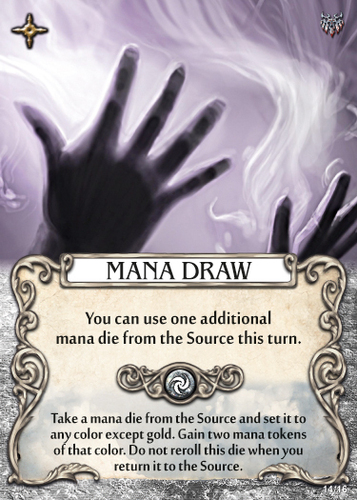 MANA DRAW
You can use one additional
mana die from the Source this turn.
Take a mana die from the Source and set it to
any color except gold. Gain two mana tokens
of that color. Do not reroll this die when you
return it to the Source.
14/16